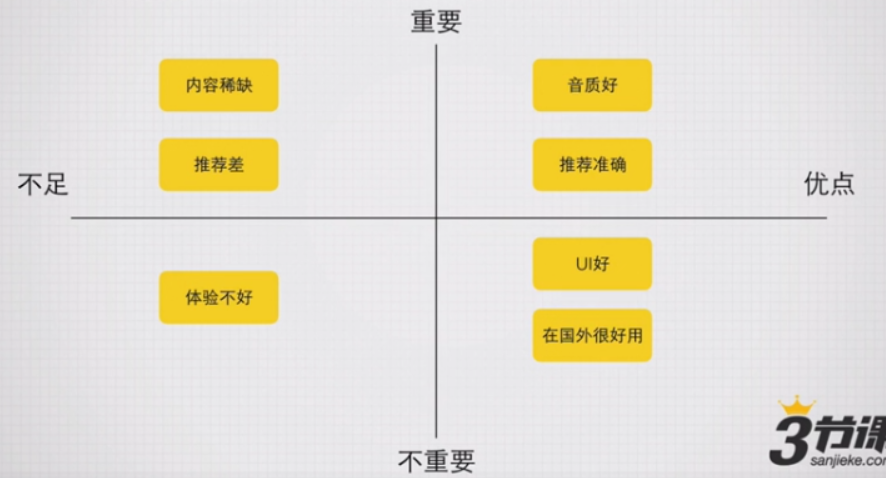 重要
内容稀缺
音质好
推荐差
推荐准确
不足
优点
UI好
体验不好
在国外很好用
不重要
3节课
sanjieke.com